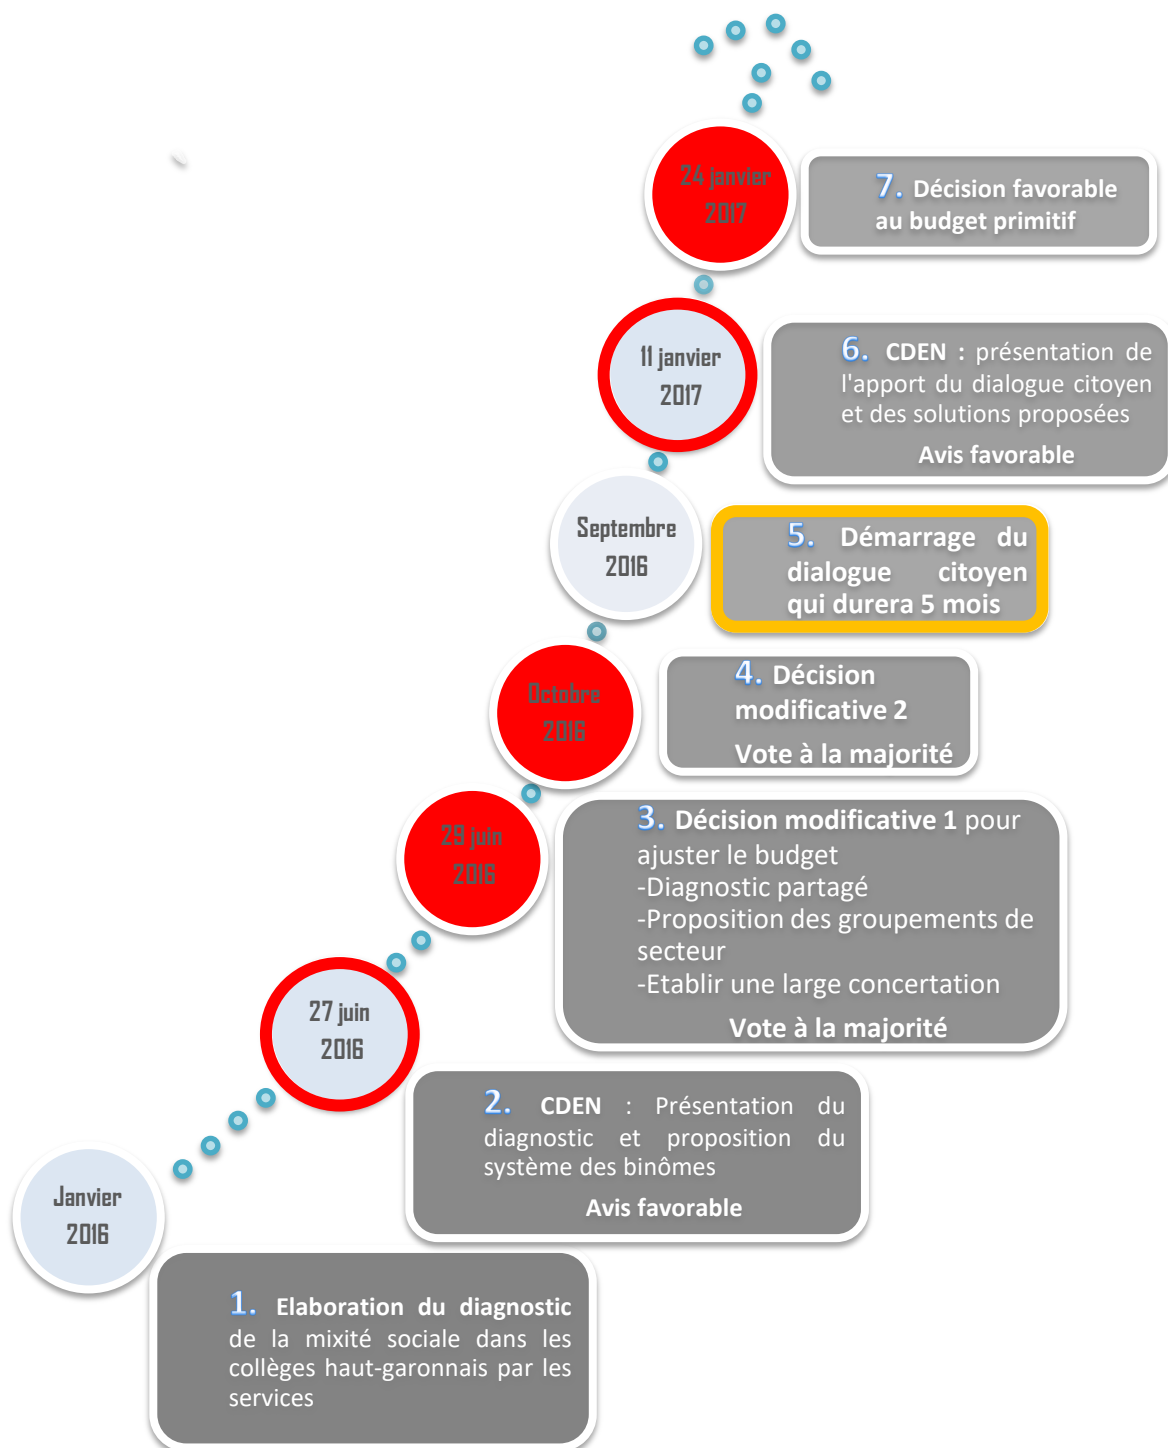 24 janvier
2017
7. Décision favorable
au budget primitif
11 janvier
2017
6. CDEN : présentation de
l'apport du dialogue citoyen
et des solutions proposées
Avis favorable
Septembre
2016
5. Démarrage du
dialogue citoyen
qui durera 5 mois
Octobre
2016
4. Décision
modificative 2
Vote à la majorité
29 juin
2016
3. Décision modificative 1 pour
ajuster le budget
-Diagnostic partagé
-Proposition des groupements de
secteur
-Etablir une large concertation
Vote à la majorité
27 juin
2016
2. CDEN : Présentation du
diagnostic et proposition du
système des binômes
Avis favorable
Janvier
2016
1. Elaboration du diagnostic
de la mixité sociale dans les
collèges haut-garonnais par les
services